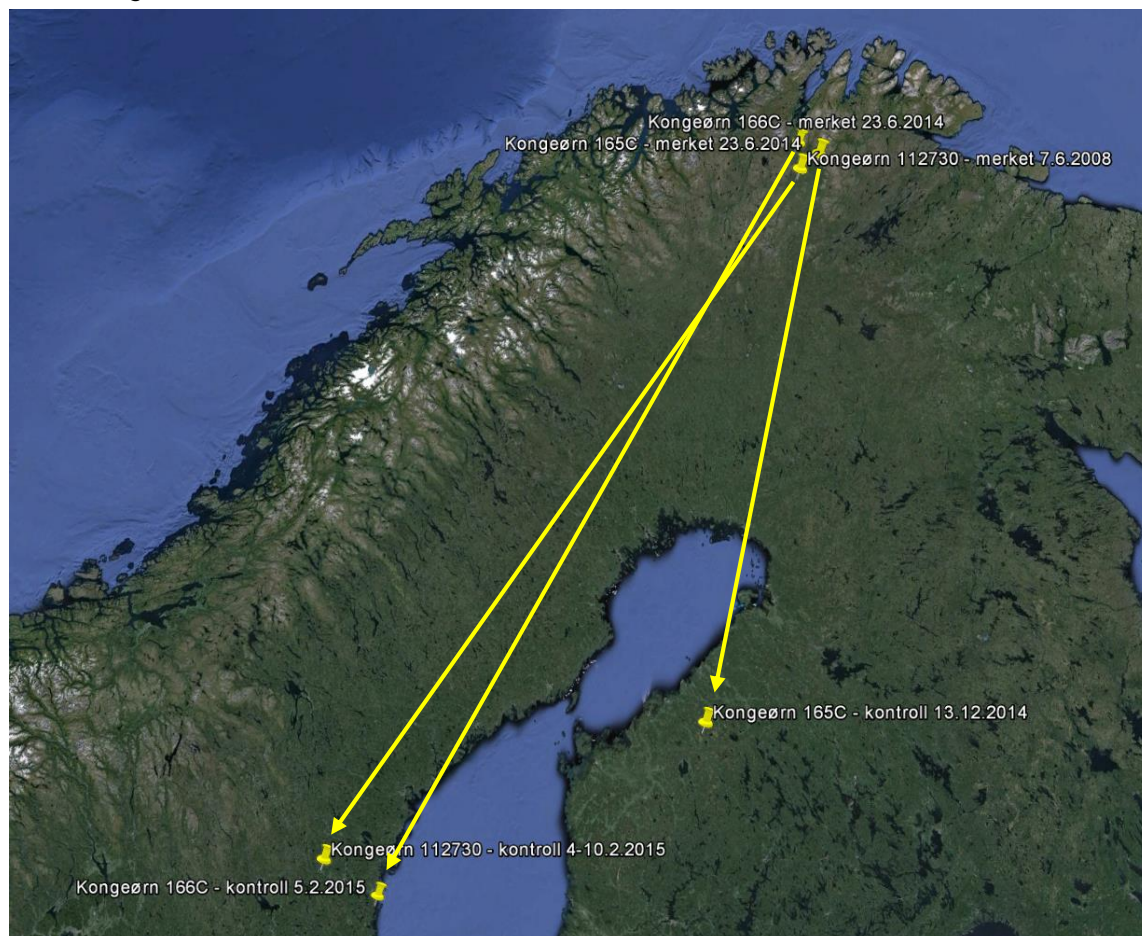 Kongeørn 166C - merket 23.6.2014
Kongeørn 165C - merket 23.6.2014
Kongeørn 112730 - merket 7.6.2008
Kongeørn 165C - kontroll 13.12.2014
Kongeørn 112730 - kontroll 4-10.2.2015
Kongeørn 166C - kontroll 5.2.2015